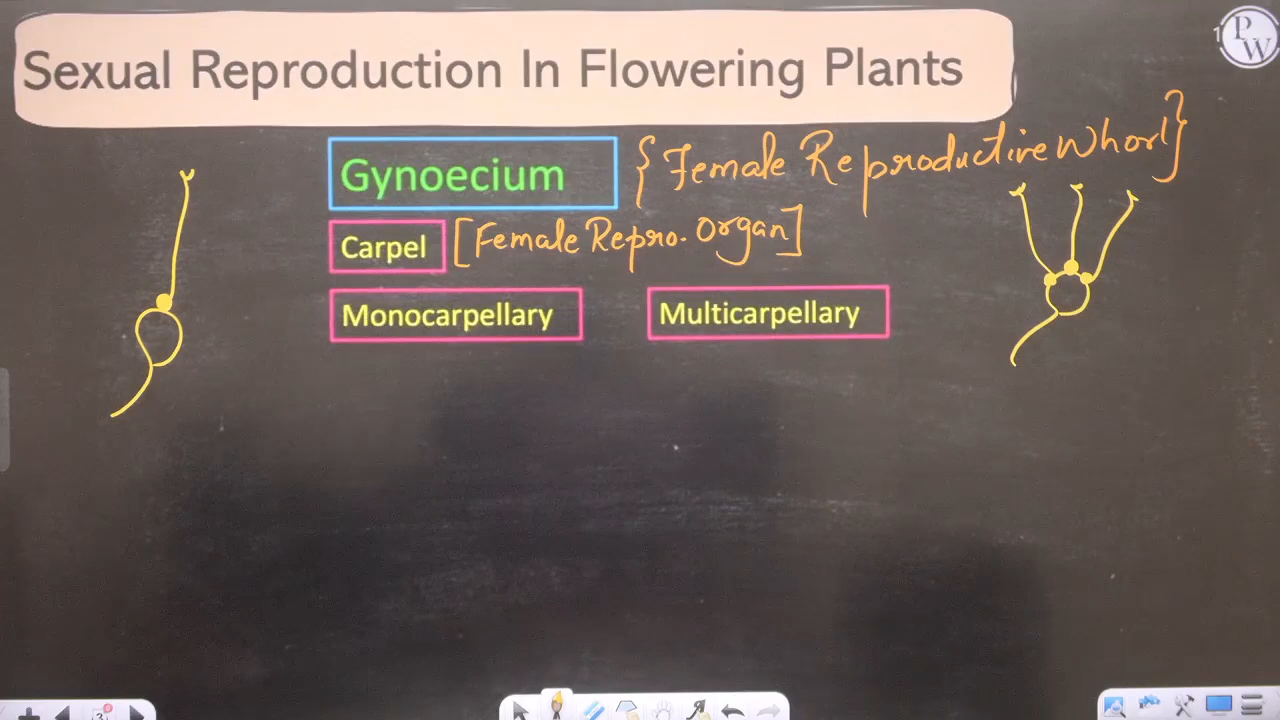 Sexual Reproduction In Flowering Plants
PW
Gynoecium {Female Reproductive Whorl}
Carpel [Female Repro. Organ]
Monocarpellary Multicarpellary